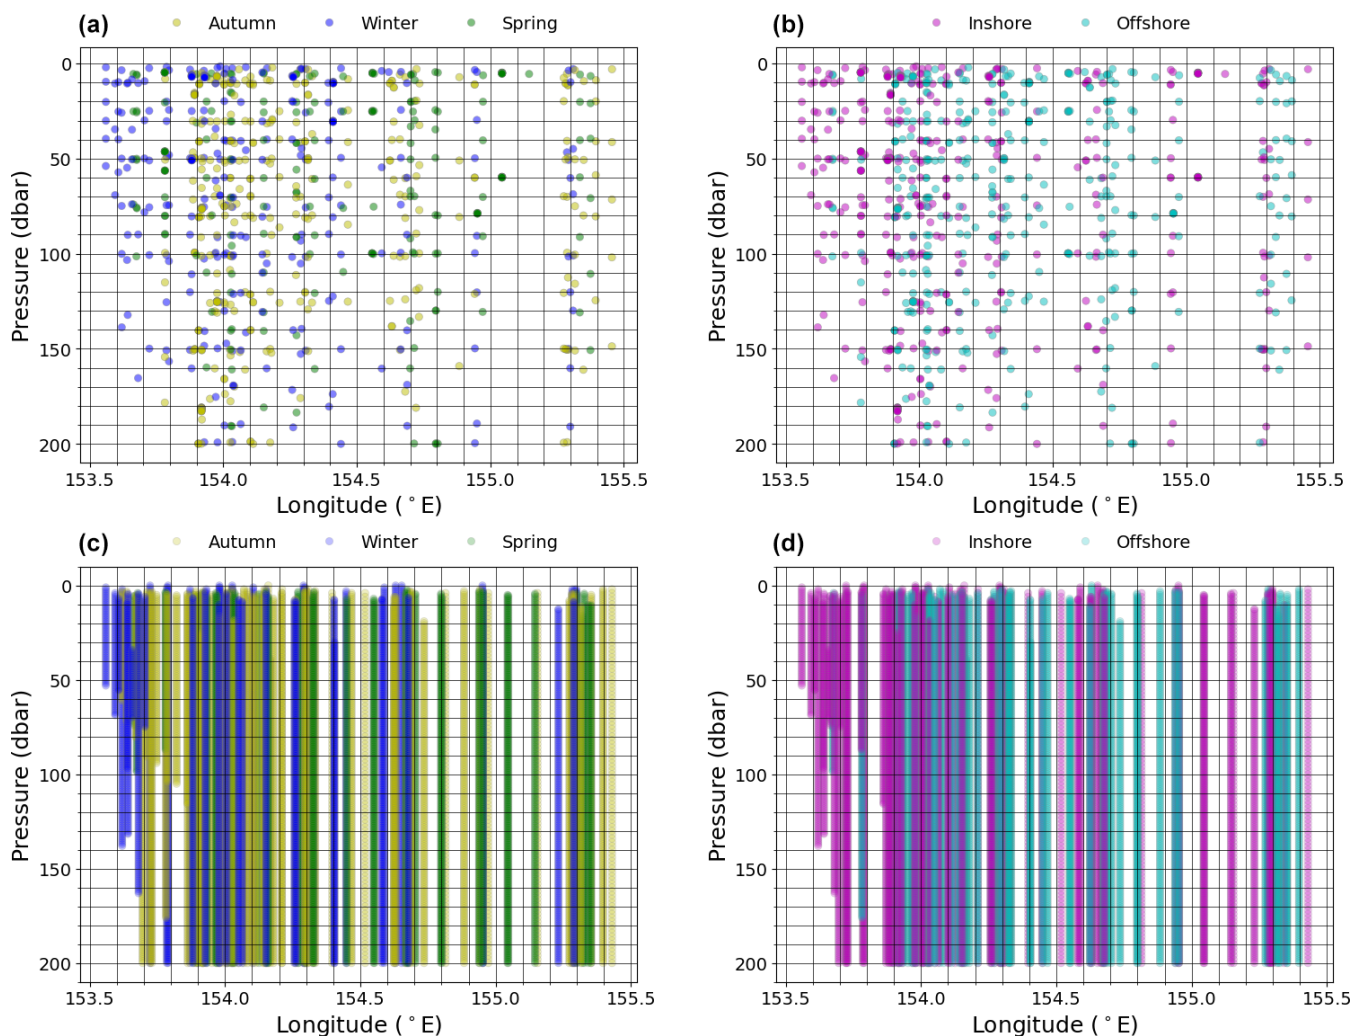 (a) Autumn Winter Spring
0
50
100
150
200
Pressure (dbar)
153.5 154.0 154.5 155.0 155.5
Longitude (°E)
(b) Inshore Offshore
0
50
100
150
200
Pressure (dbar)
153.5 154.0 154.5 155.0 155.5
Longitude (°E)
(c) Autumn Winter Spring
0
50
100
150
200
Pressure (dbar)
153.5 154.0 154.5 155.0 155.5
Longitude (°E)
(d) Inshore Offshore
0
50
100
150
200
Pressure (dbar)
153.5 154.0 154.5 155.0 155.5
Longitude (°E)